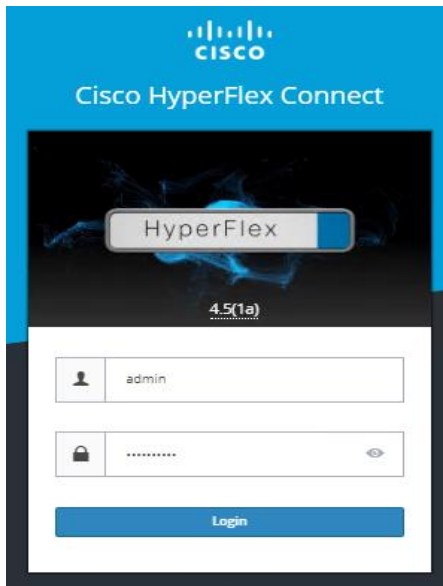 CISCO
Cisco HyperFlex Connect
HyperFlex
4.5(1a)
admin
··········
Login